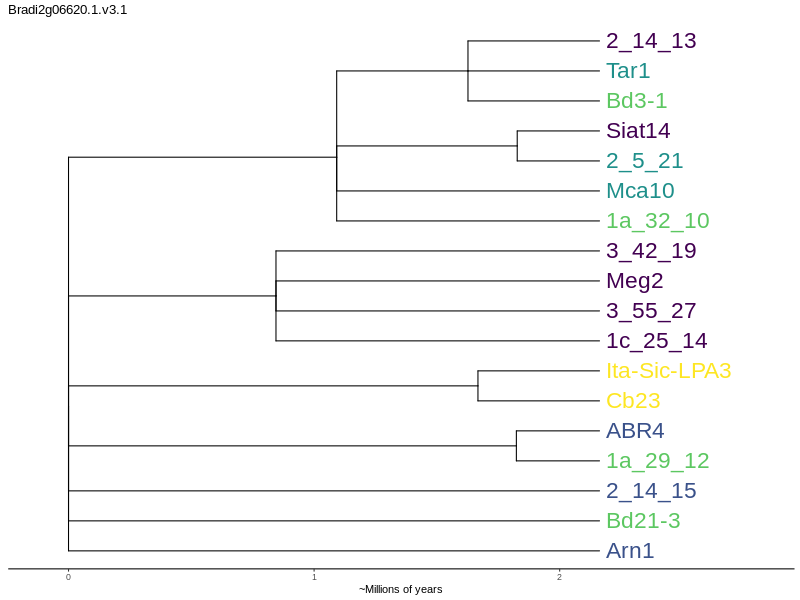 Bradi2g06620.1.v3.1
2_14_13
Tar1
Bd3-1
Siat14
2_5_21
Mca10
1a_32_10
3_42_19
Meg2
3_55_27
1c_25_14
Ita-Sic-LPA3
Cb23
ABR4
1a_29_12
2_14_15
Bd21-3
Arn1
0 1 2
~Millions of years